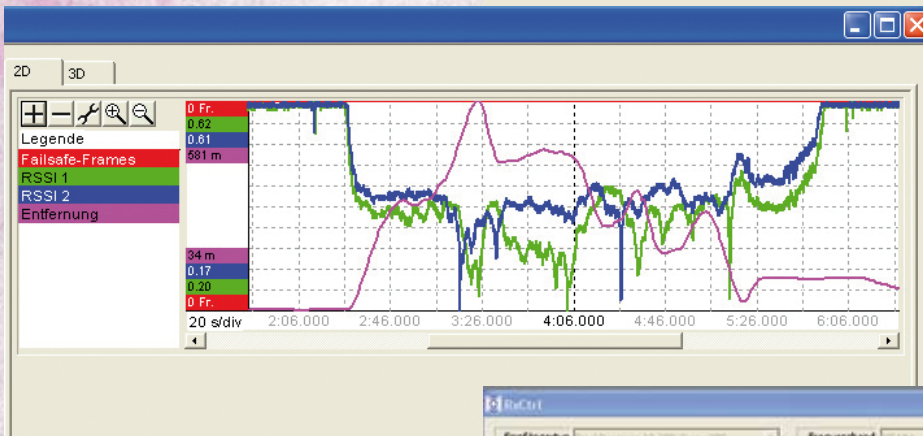 2D 3D
Legende
Failsafe-Frames
RSSI 1
RSSI 2
Entfernung
0 Fr.
0.62
0.61
581 m
34 m
0.17
0.20
0 Fr.
20 s/div 2:06.000 2:46.000 3:26.000 4:06.000 4:46.000 5:26.000 6:06.000
RxCtrl